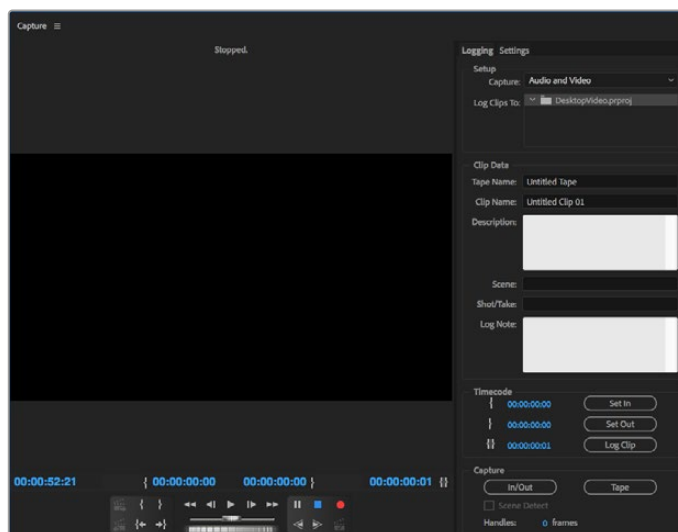 Capture
Stopped.
Logging Settings
Setup
Capture: Audio and Video
Log Clips To: DesktopVideo.prproj
Clip Data
Tape Name: Untitled Tape
Clip Name: Untitled Clip 01
Description:
Scene:
Shot/Take:
Log Note:
Timecode
{ 00:00:00:00 Set In
} 00:00:00:00 Set Out
{} 00:00:00:01 Log Clip
00:00:52:21 { 00:00:00:00 00:00:00:00 } 00:00:00:01 {}
Capture
In/Out Tape
Scene Detect
Handles: 0 frames